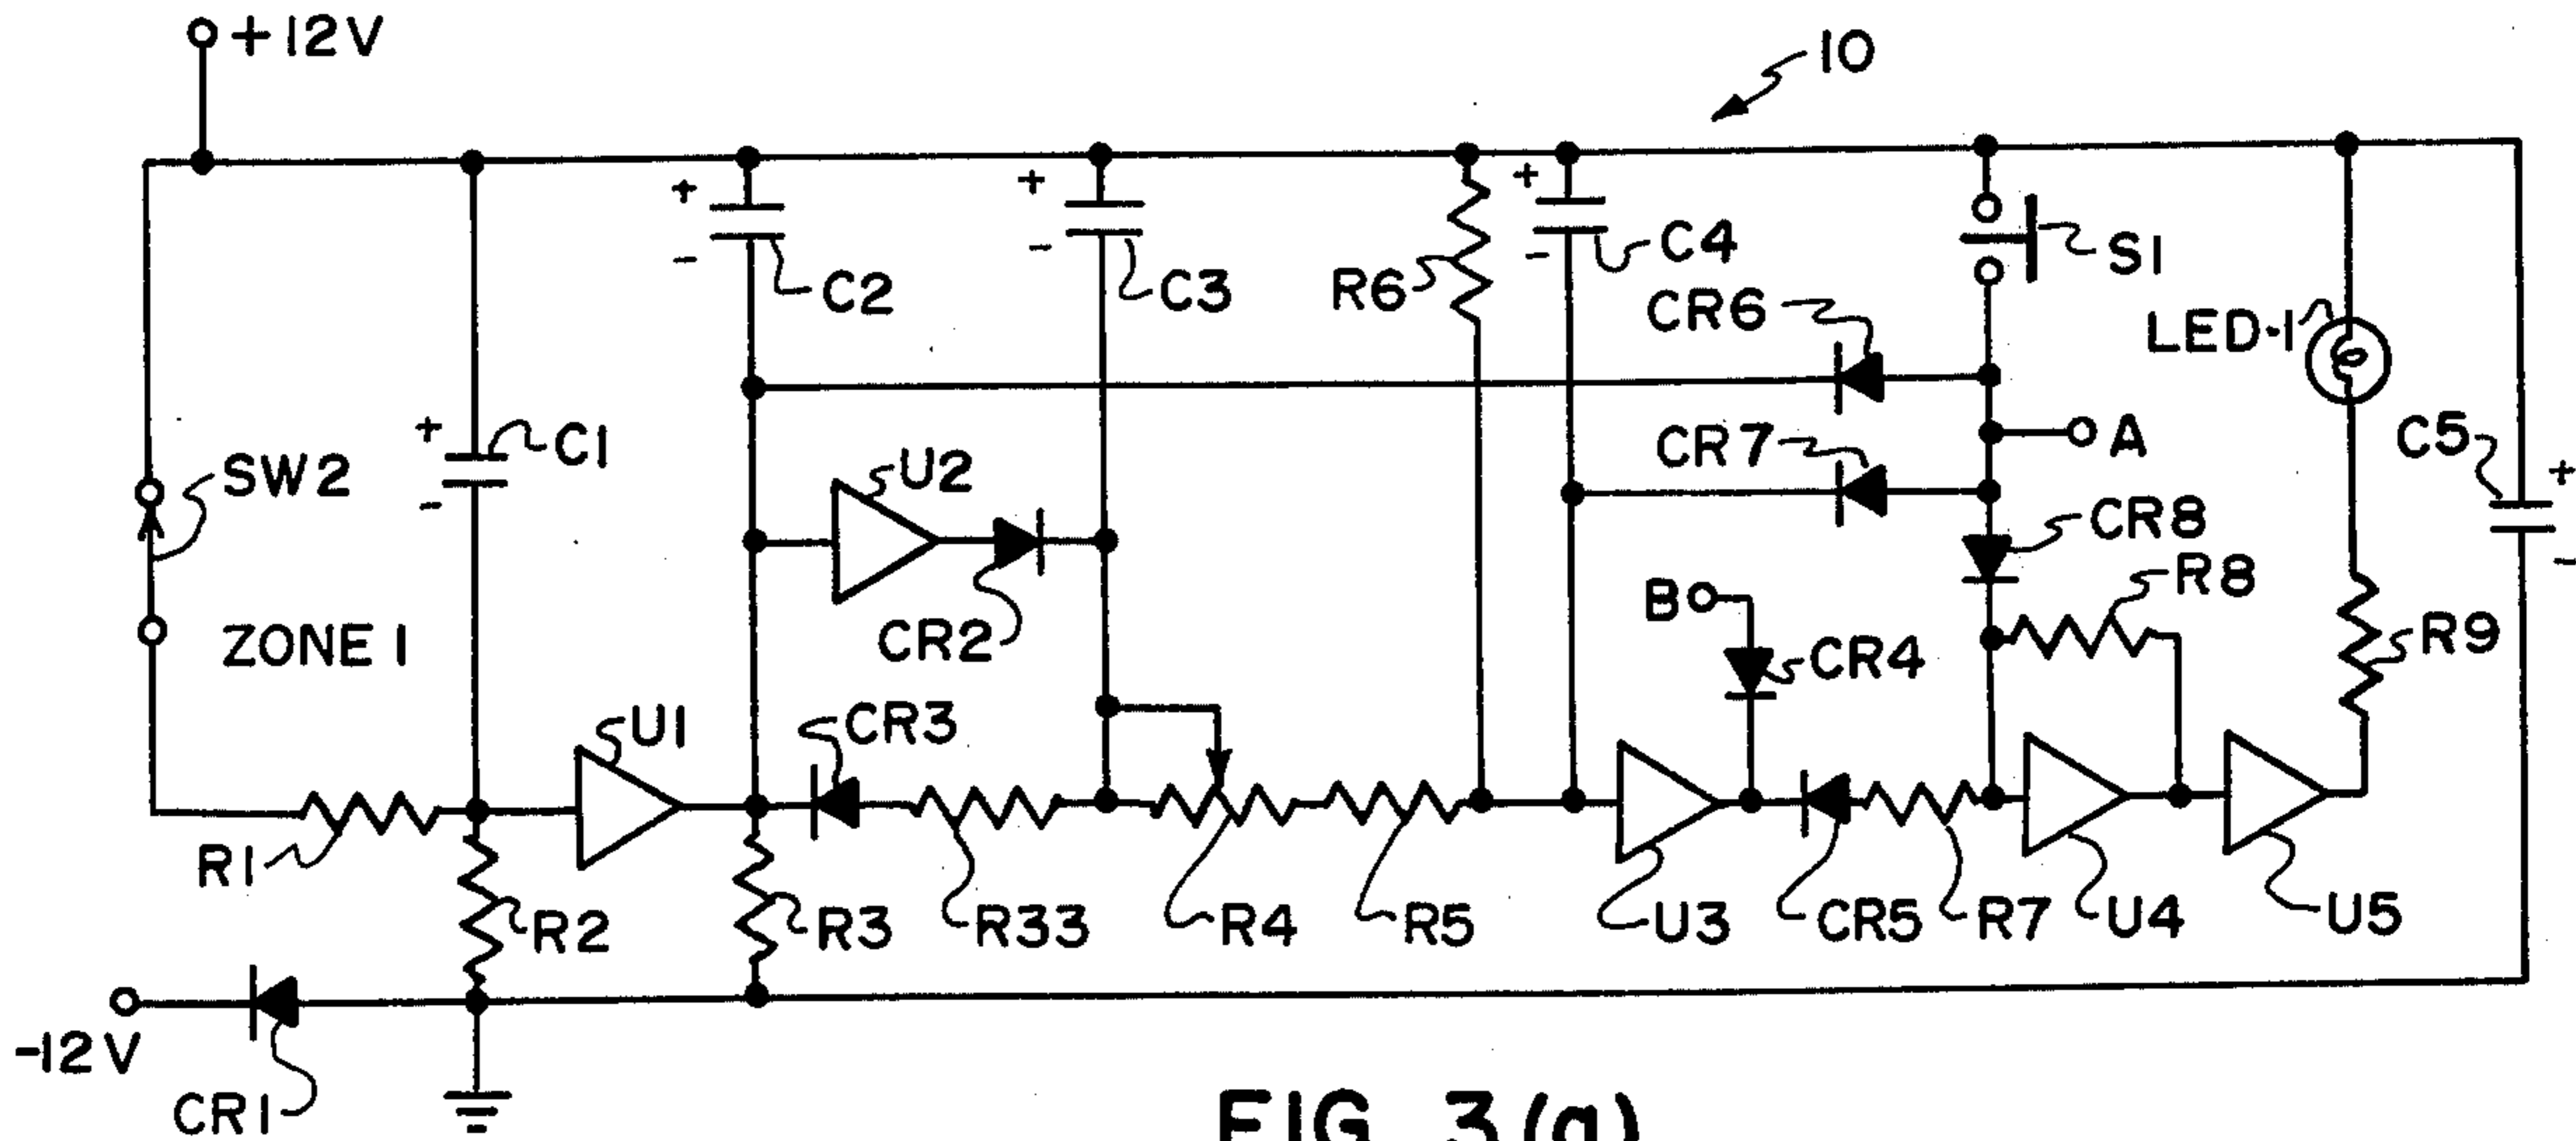 +12V
10
+
+
+
-
-
-
C2
C3
R6
C4
S1
CR6
LED-1
+
-
C1
SW2
ZONE 1
U2
CR2
CR7
A
C5
+
-
CR8
R8
B
CR4
R9
U1
CR3
R1
R2
R3
R33
R4
R5
U3
CR5
R7
U4
U5
-12V
CR1
FIG. 3(a)